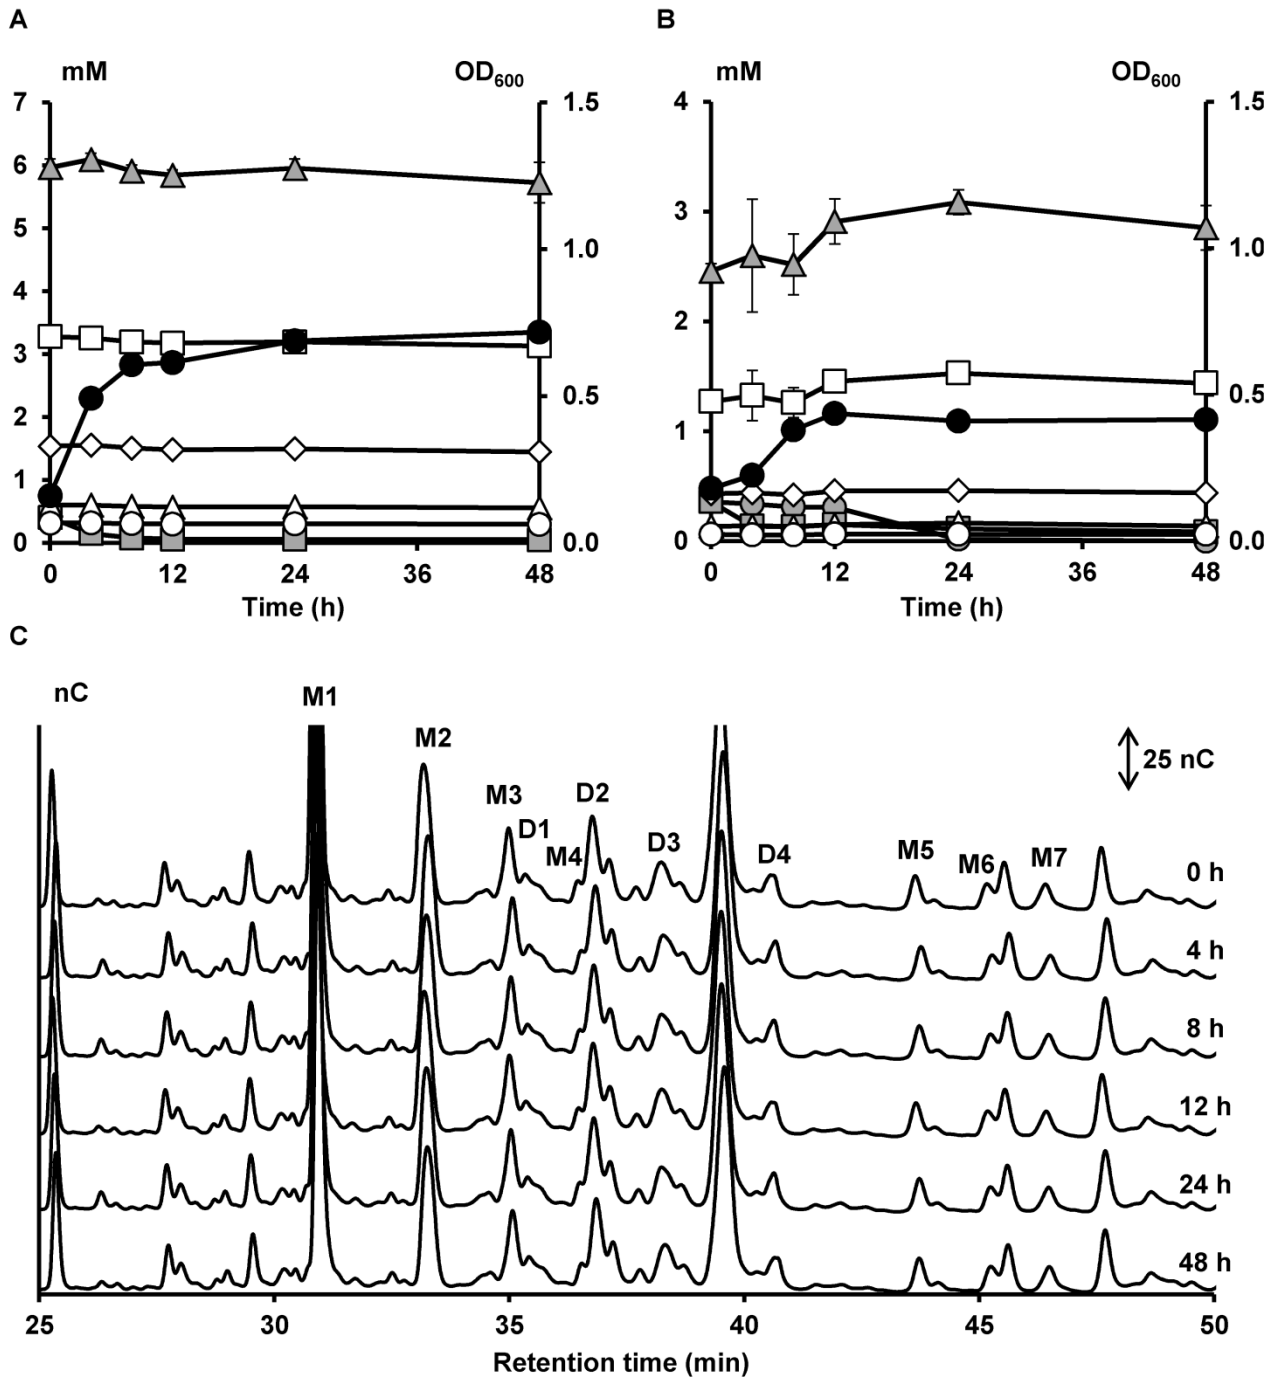 A
B
mM
OD600
mM
OD600
7
1.5
4
1.5
6
5
3
1.0
1.0
4
2
3
0.5
0.5
2
1
1
0
0.0
0
0.0
0
12
24
36
48
0
12
24
36
48
Time (h)
Time (h)
C
nC
M1
M2
25 nC
M3
D2
D1
M4
D3
D4
M5
M6
M7
0 h
4 h
8 h
12 h
24 h
48 h
25
30
35
40
45
50
Retention time (min)